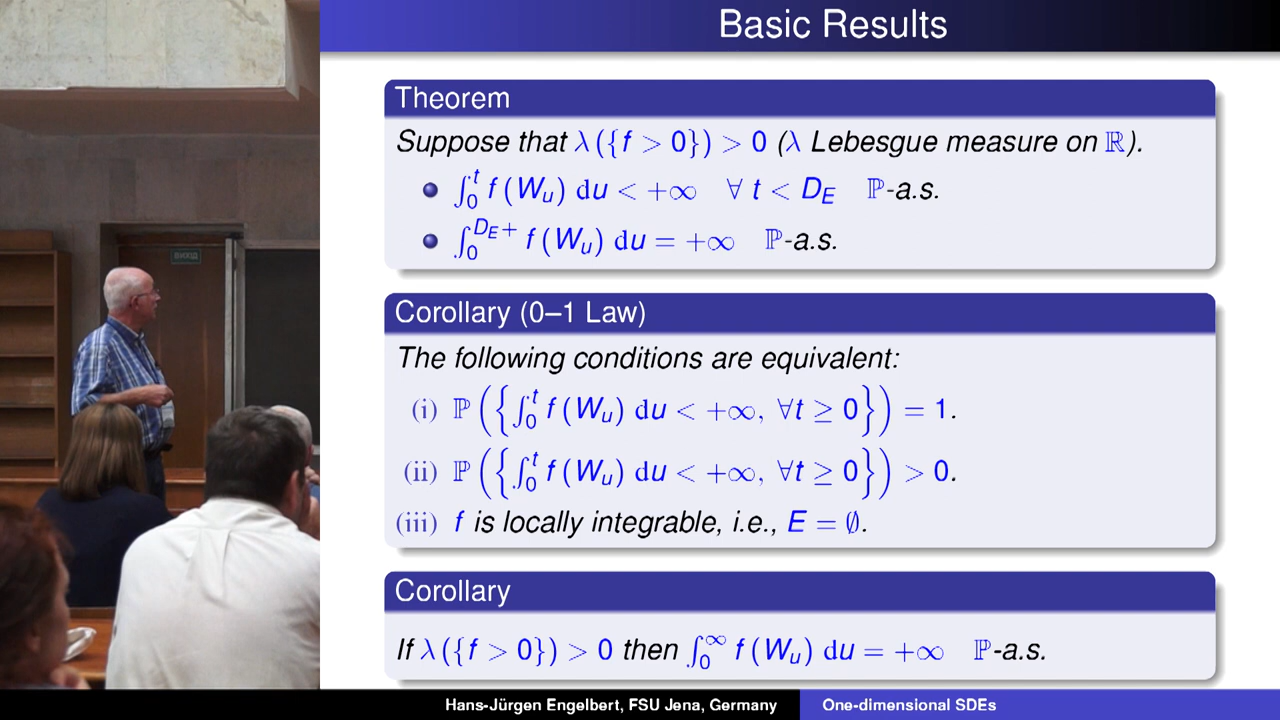 Basic Results
Theorem
Suppose that λ({f > 0}) > 0 (λ Lebesgue measure on ℝ).
∫₀ᵗ f(Wᵤ) du < +∞ ∀ t < D_E ℙ-a.s.
∫₀^{D_E+} f(Wᵤ) du = +∞ ℙ-a.s.
Corollary (0–1 Law)
The following conditions are equivalent:
(i) ℙ({∫₀ᵗ f(Wᵤ) du < +∞, ∀t ≥ 0}) = 1.
(ii) ℙ({∫₀ᵗ f(Wᵤ) du < +∞, ∀t ≥ 0}) > 0.
(iii) f is locally integrable, i.e., E = ∅.
Corollary
If λ({f > 0}) > 0 then ∫₀^∞ f(Wᵤ) du = +∞ ℙ-a.s.
Hans-Jürgen Engelbert, FSU Jena, Germany
One-dimensional SDEs